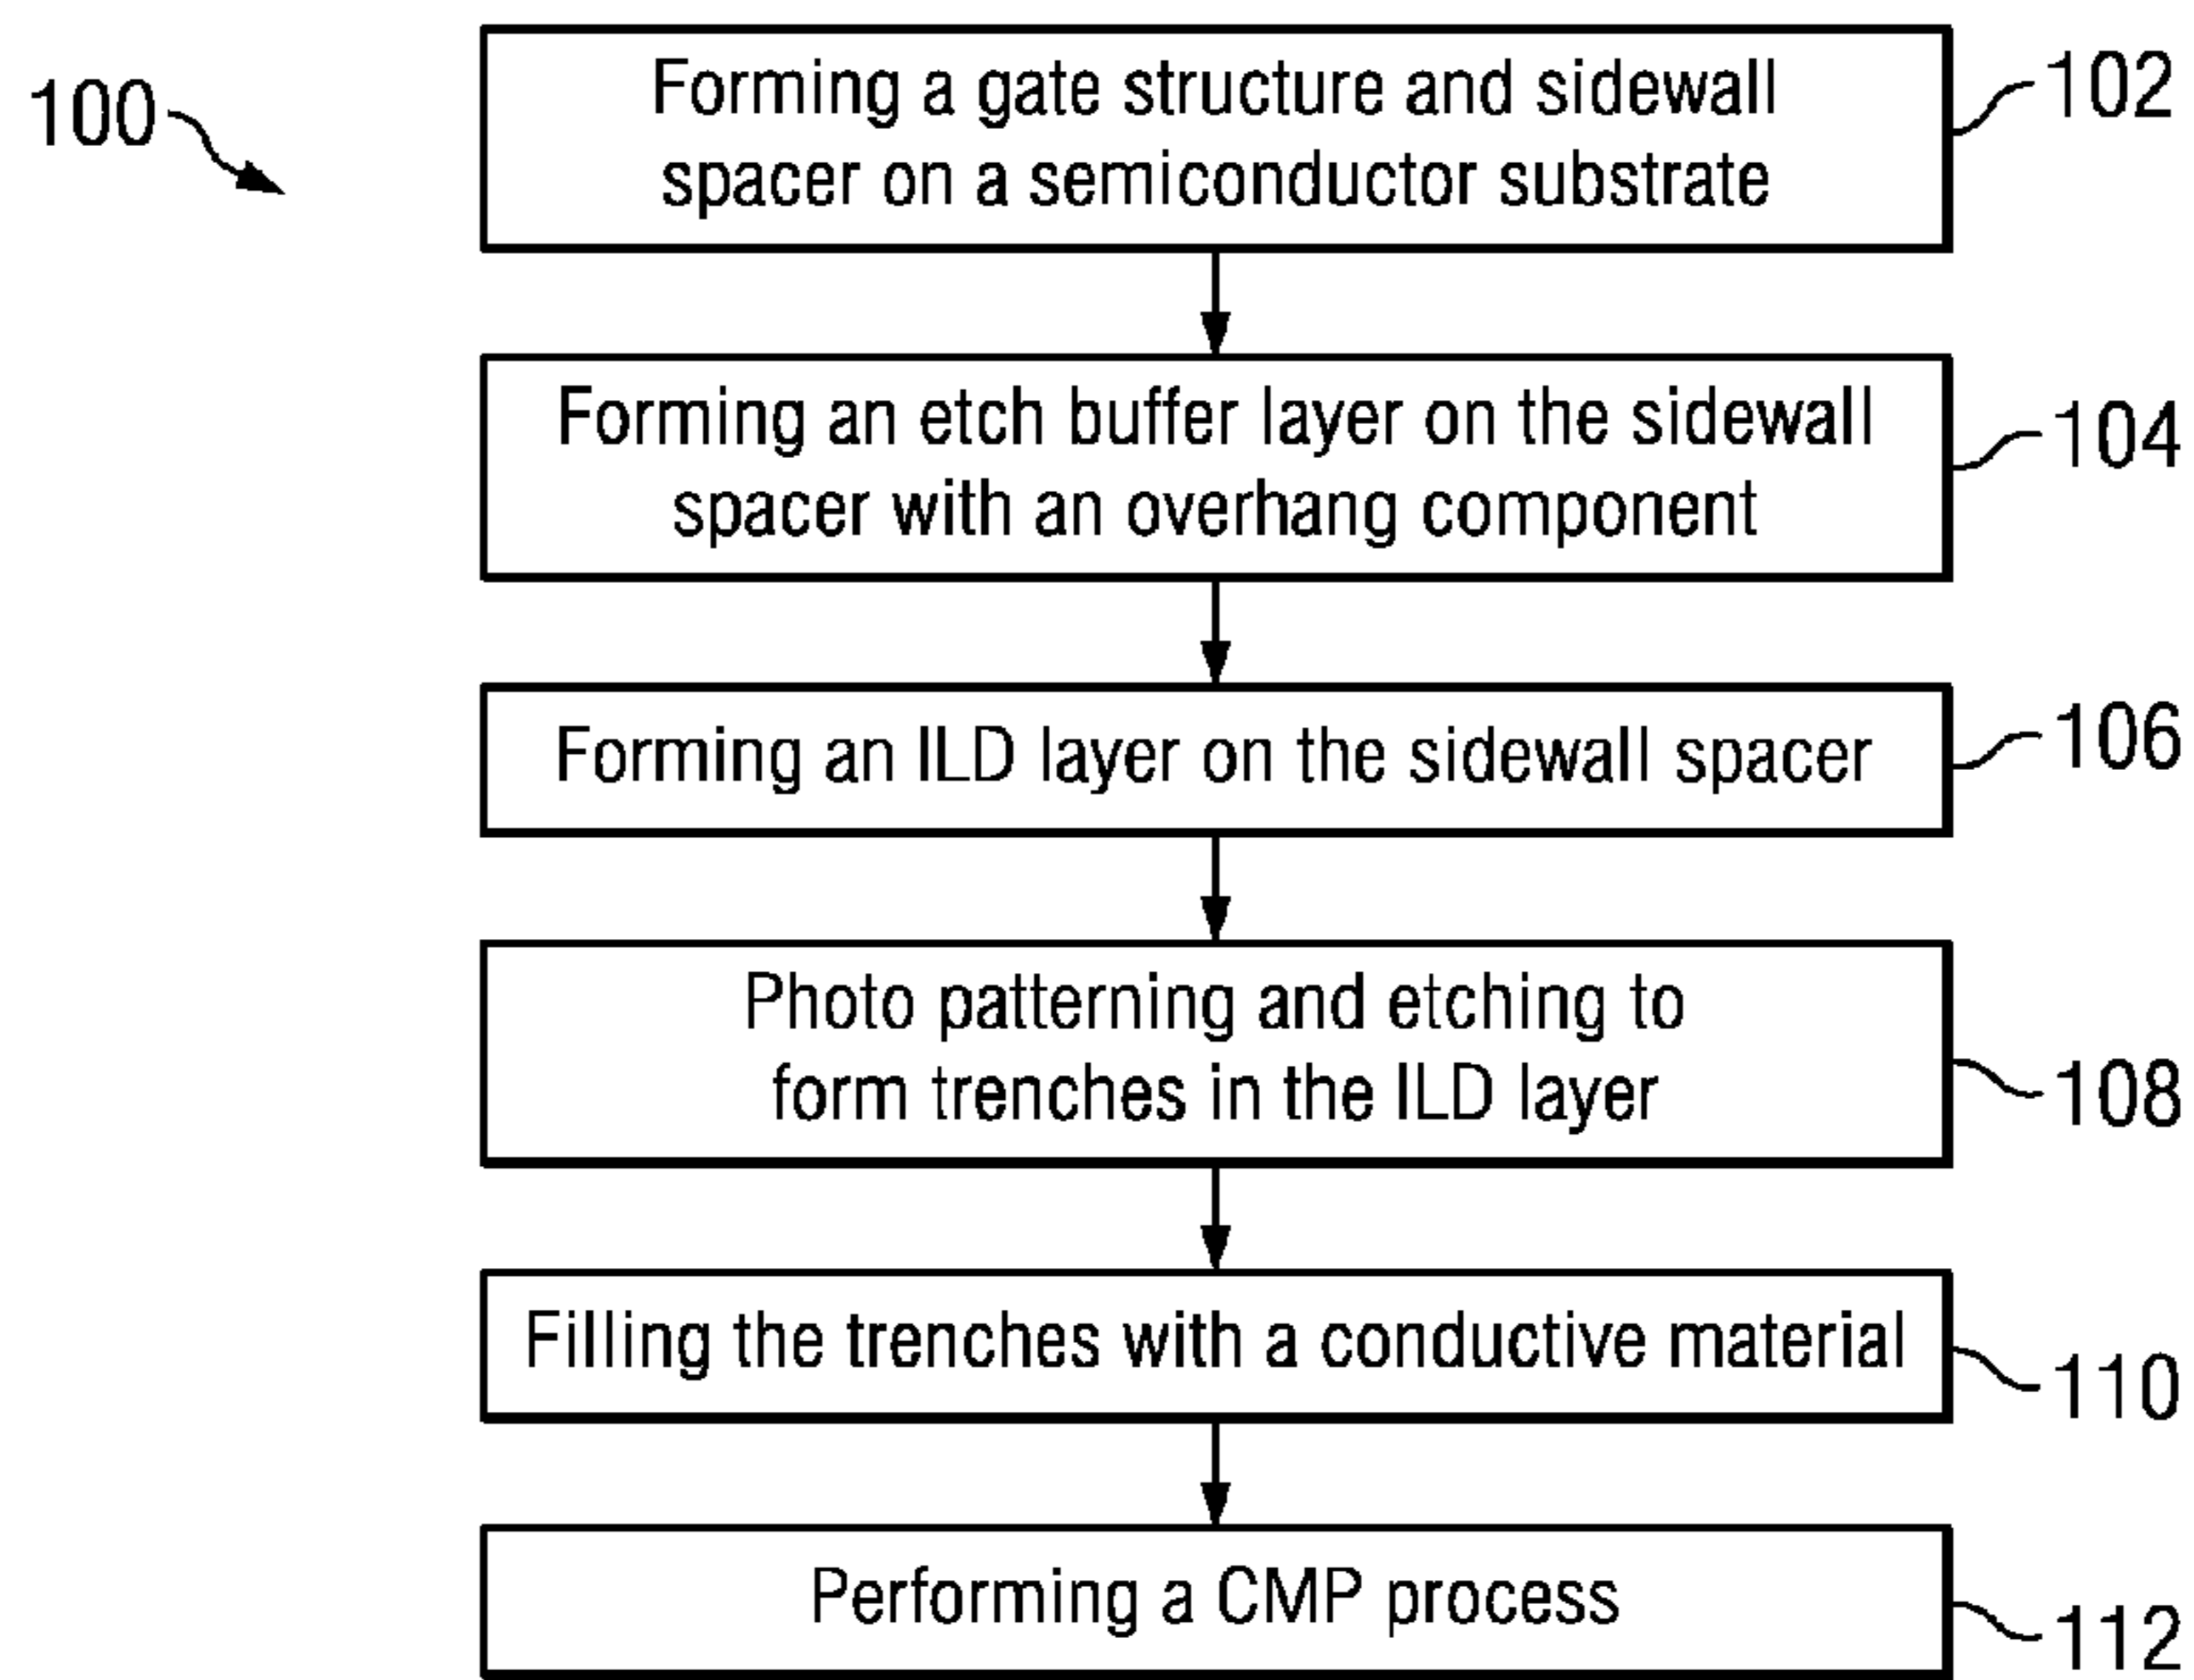 100
Forming a gate structure and sidewall
spacer on a semiconductor substrate
102
Forming an etch buffer layer on the sidewall
spacer with an overhang component
104
Forming an ILD layer on the sidewall spacer
106
Photo patterning and etching to
form trenches in the ILD layer
108
Filling the trenches with a conductive material
110
Performing a CMP process
112